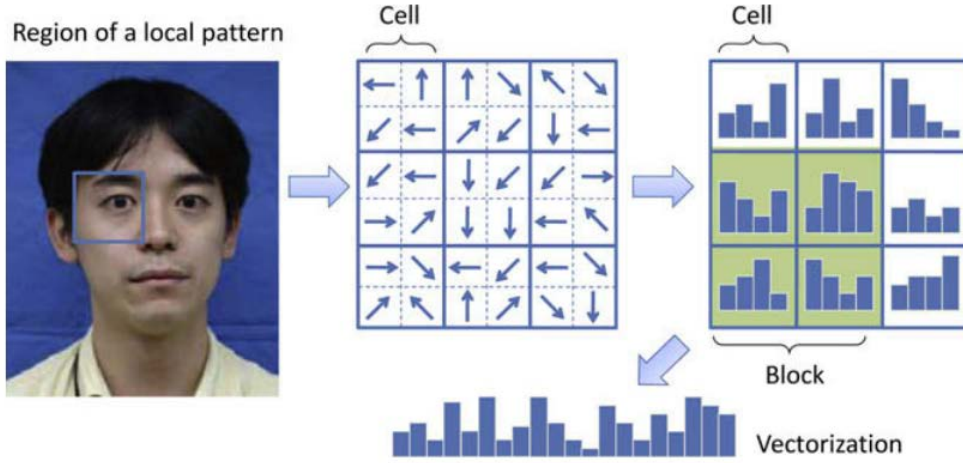 Region of a local pattern
Cell
Cell
Block
Vectorization